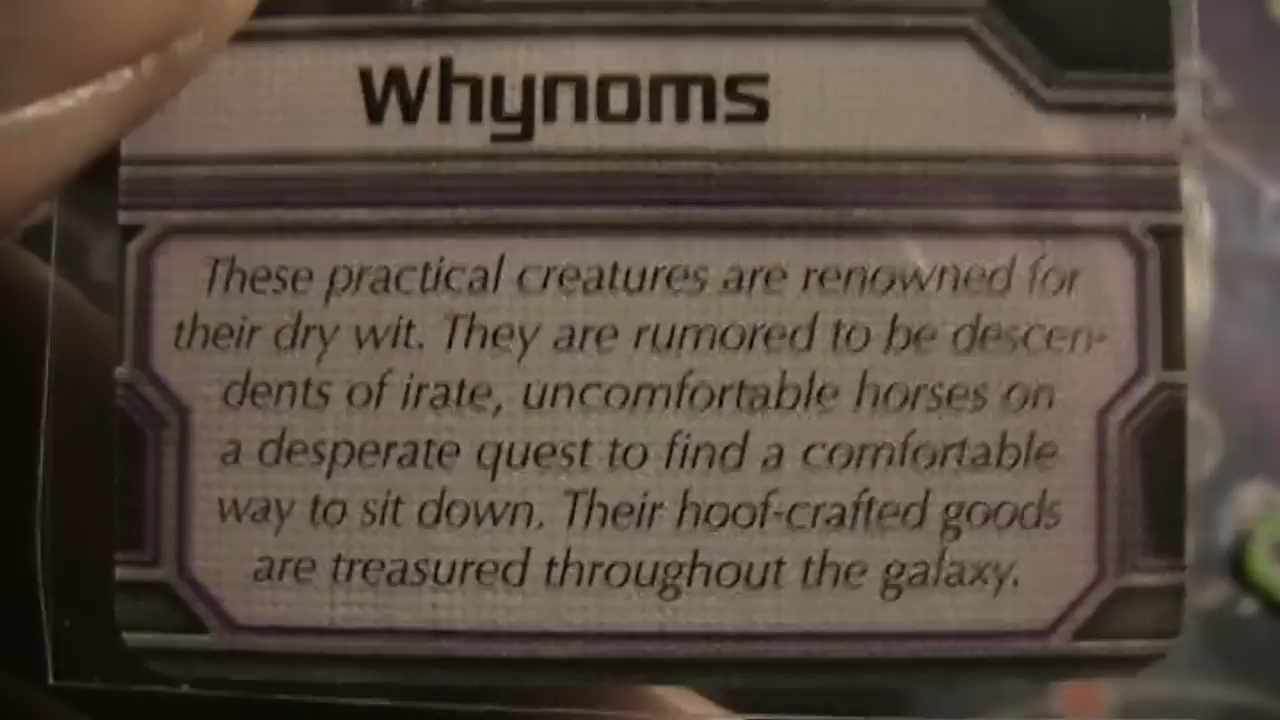 Whynoms
These practical creatures are renowned for
their dry wit. They are rumored to be descen-
dents of irate, uncomfortable horses on
a desperate quest to find a comfortable
way to sit down. Their hoof-crafted goods
are treasured throughout the galaxy.